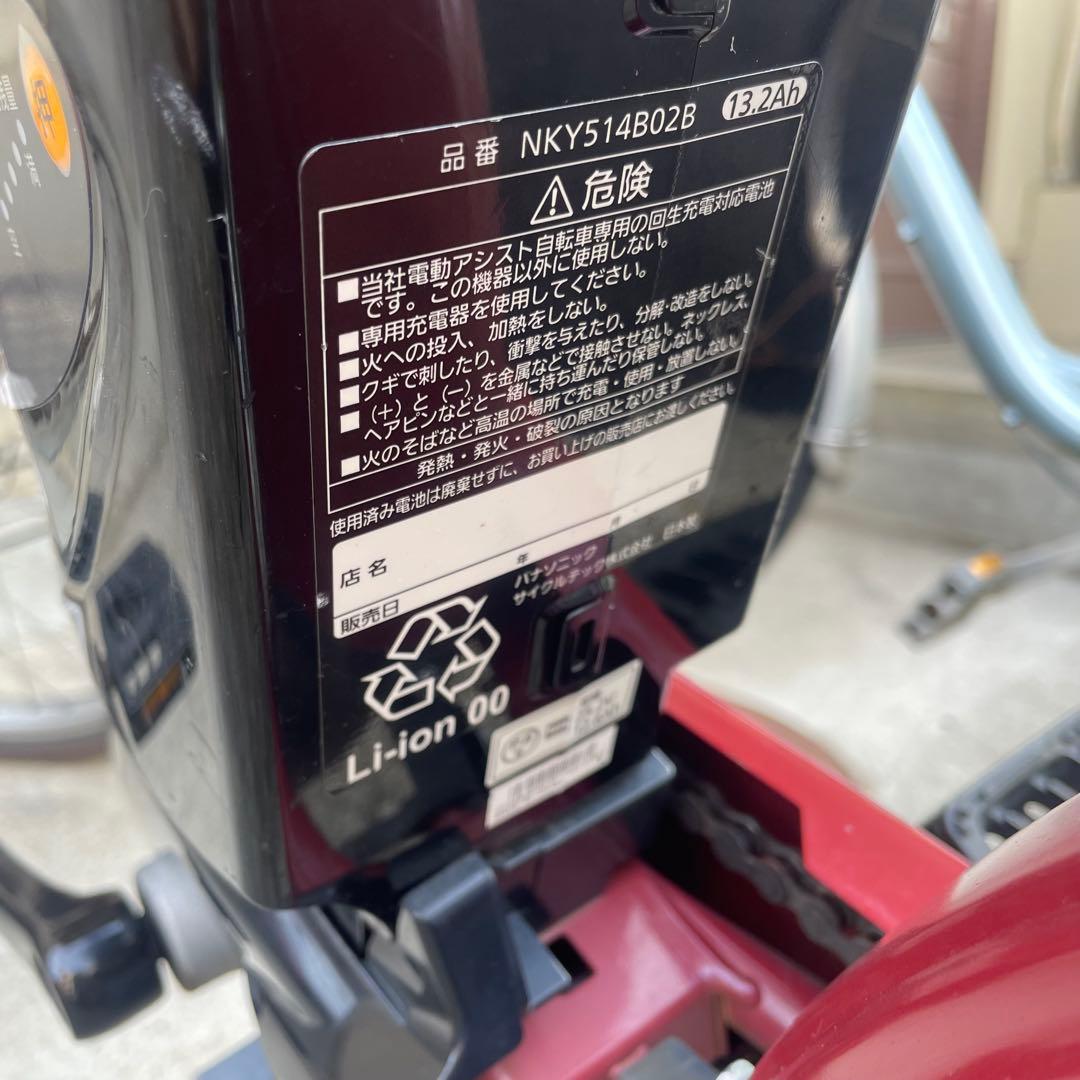 品番 NKY514B02B 13.2Ah
⚠危険
■当社電動アシスト自転車専用の回生充電対応電池
です。この機器以外に使用しない。
■専用充電器を使用してください。
■火への投入、加熱をしない。
■クギで刺したり、衝撃を与えたり、分解・改造をしない。
■(+)と(−)を金属などで接触させない。ネックレス、
ヘアピンなどと一緒に持ち運んだり保管しない。
■火のそばなど高温の場所で充電・使用・放置しない。
発熱・発火・破裂の原因となります
使用済み電池は廃棄せずに、お買い上げの販売店にお渡しください。
店名
販売日 年 月 日
パナソニック
サイクルテック株式会社 日本製
Li-ion 00